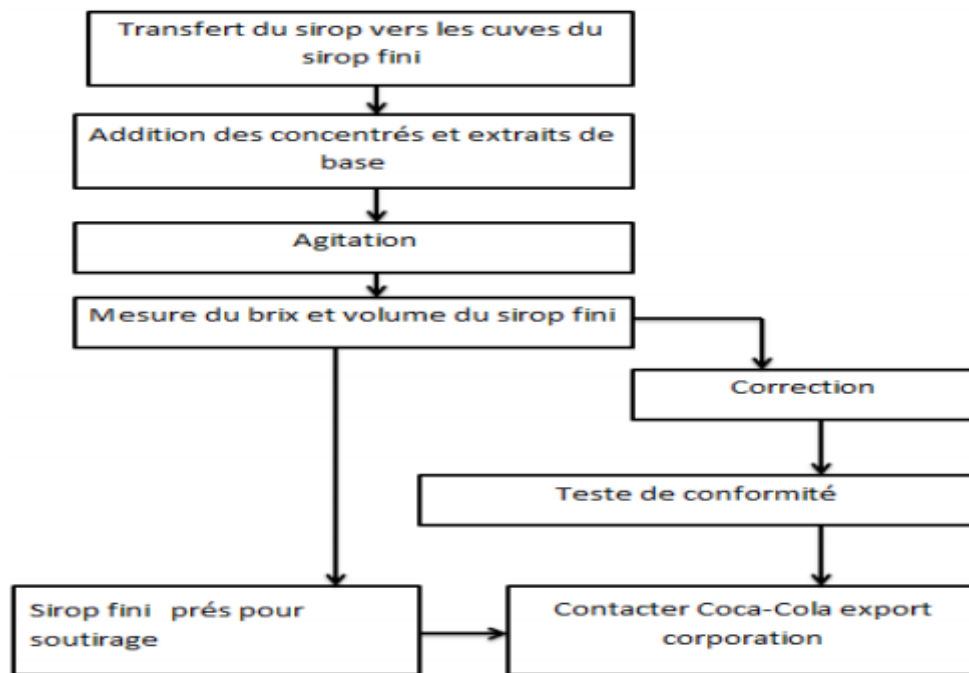 Transfert du sirop vers les cuves du
sirop fini
Addition des concentrés et extraits de
base
Agitation
Mesure du brix et volume du sirop fini
Correction
Teste de conformité
Sirop fini prés pour
soutirage
Contacter Coca-Cola export
corporation